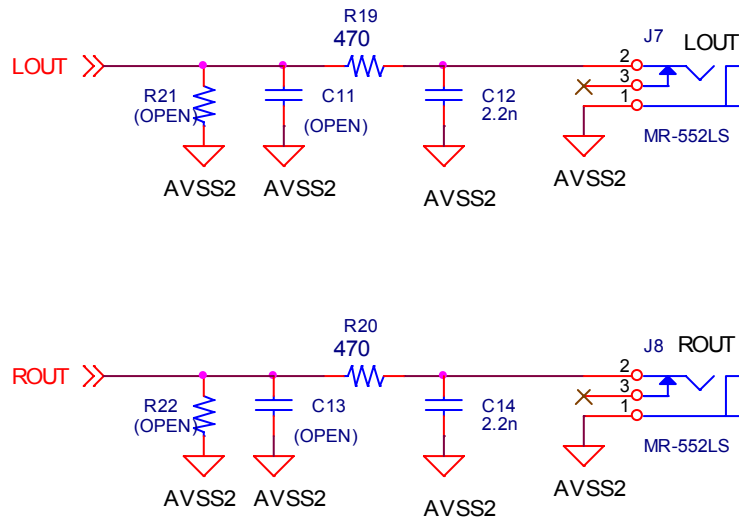 R19
470
J7
LOUT
LOUT
2
3
1
R21
(OPEN)
C11
(OPEN)
C12
2.2n
MR-552LS
AVSS2
AVSS2
AVSS2
AVSS2
R20
470
J8
ROUT
ROUT
2
3
1
R22
(OPEN)
C13
(OPEN)
C14
2.2n
MR-552LS
AVSS2
AVSS2
AVSS2
AVSS2